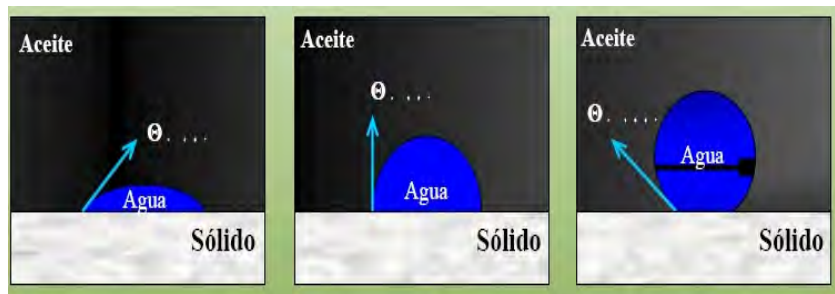 Aceite
Θ. . . .
Agua
Sólido
Aceite
Θ. . . .
Agua
Sólido
Aceite
Θ. . . . .
Agua
Sólido